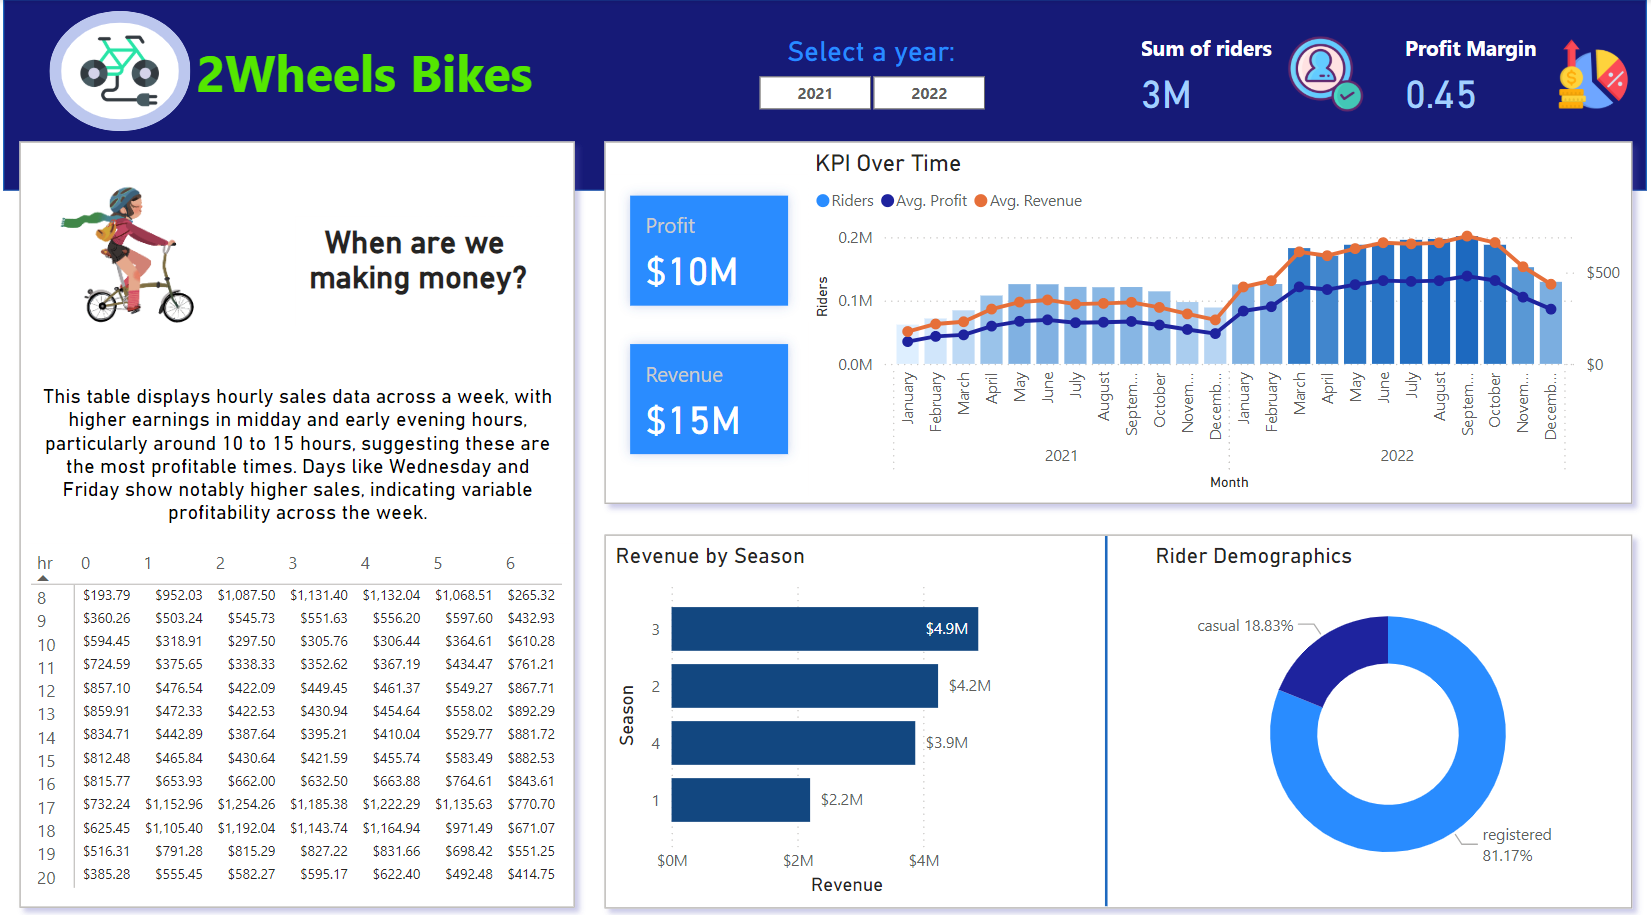 2Wheels Bikes
Select a year:
2021
2022
Sum of riders
3M
Profit Margin
0.45
When are we
making money?
This table displays hourly sales data across a week, with
higher earnings in midday and early evening hours,
particularly around 10 to 15 hours, suggesting these are
the most profitable times. Days like Wednesday and
Friday show notably higher sales, indicating variable
profitability across the week.
hr 0 1 2 3 4 5 6
8 $193.79 $952.03 $1,087.50 $1,131.40 $1,132.04 $1,068.51 $265.32
9 $360.26 $503.24 $545.73 $551.63 $556.20 $597.60 $432.93
10 $594.45 $318.91 $297.50 $305.76 $306.44 $364.61 $610.28
11 $724.59 $375.65 $338.33 $352.62 $367.19 $434.47 $761.21
12 $857.10 $476.54 $422.09 $449.45 $461.37 $549.27 $867.71
13 $859.91 $472.33 $422.53 $430.94 $454.64 $558.02 $892.29
14 $834.71 $442.89 $387.64 $395.21 $410.04 $529.77 $881.72
15 $812.48 $465.84 $430.64 $421.59 $455.74 $583.49 $882.53
16 $815.77 $653.93 $662.00 $632.50 $663.88 $764.61 $843.61
17 $732.24 $1,152.96 $1,254.26 $1,185.38 $1,222.29 $1,135.63 $770.70
18 $625.45 $1,105.40 $1,192.04 $1,143.74 $1,164.94 $971.49 $671.07
19 $516.31 $791.28 $815.29 $827.22 $831.66 $698.42 $551.25
20 $385.28 $555.45 $582.27 $595.17 $622.40 $492.48 $414.75
Profit
$10M
Revenue
$15M
KPI Over Time
Riders Avg. Profit Avg. Revenue
Riders
0.2M
0.1M
0.0M
$500
$0
January
February
March
April
May
June
July
August
Septem...
October
Novem...
Decemb...
January
February
March
April
May
June
July
August
Septem...
October
Novem...
Decemb...
2021
2022
Month
Revenue by Season
Season
3 $4.9M
2 $4.2M
4 $3.9M
1 $2.2M
$0M $2M $4M
Revenue
Rider Demographics
casual 18.83%
registered
81.17%